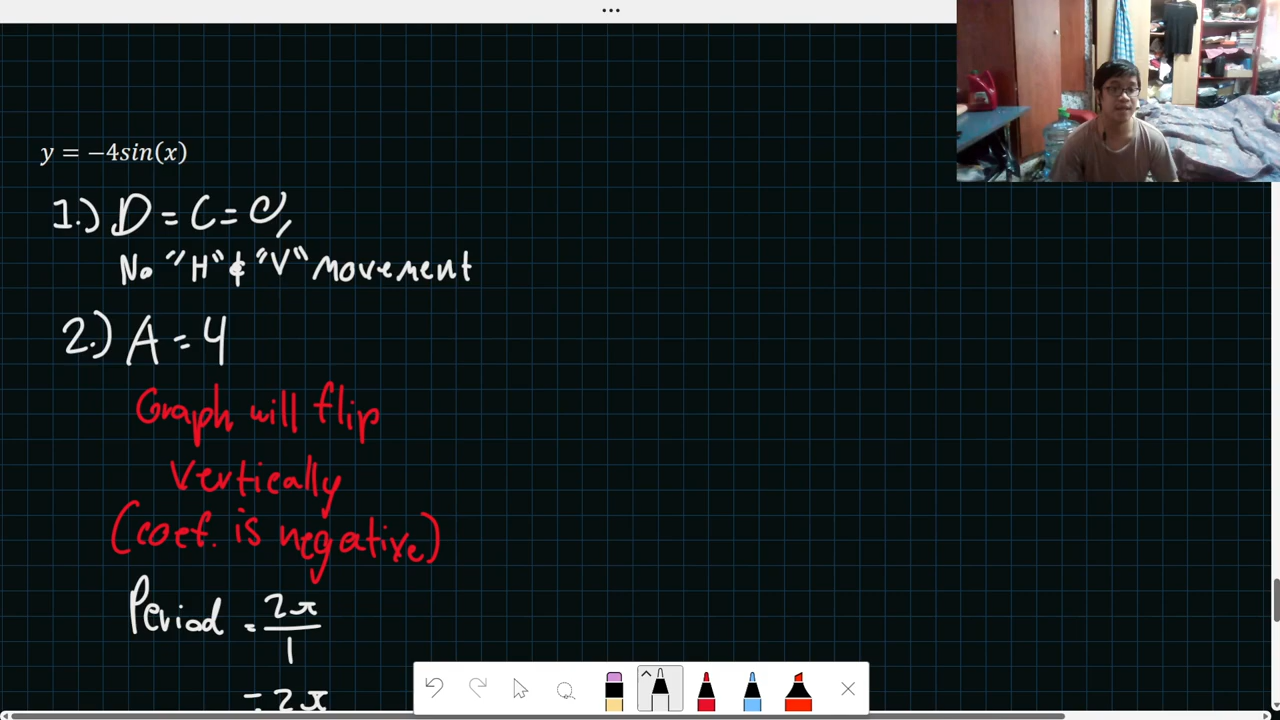 y = −4sin(x)
1.) D = C = 0,
No "H" & "V" movement
2.) A = 4
Graph will flip
vertically
(coef. is negative)
Period = 2π/1
= 2π